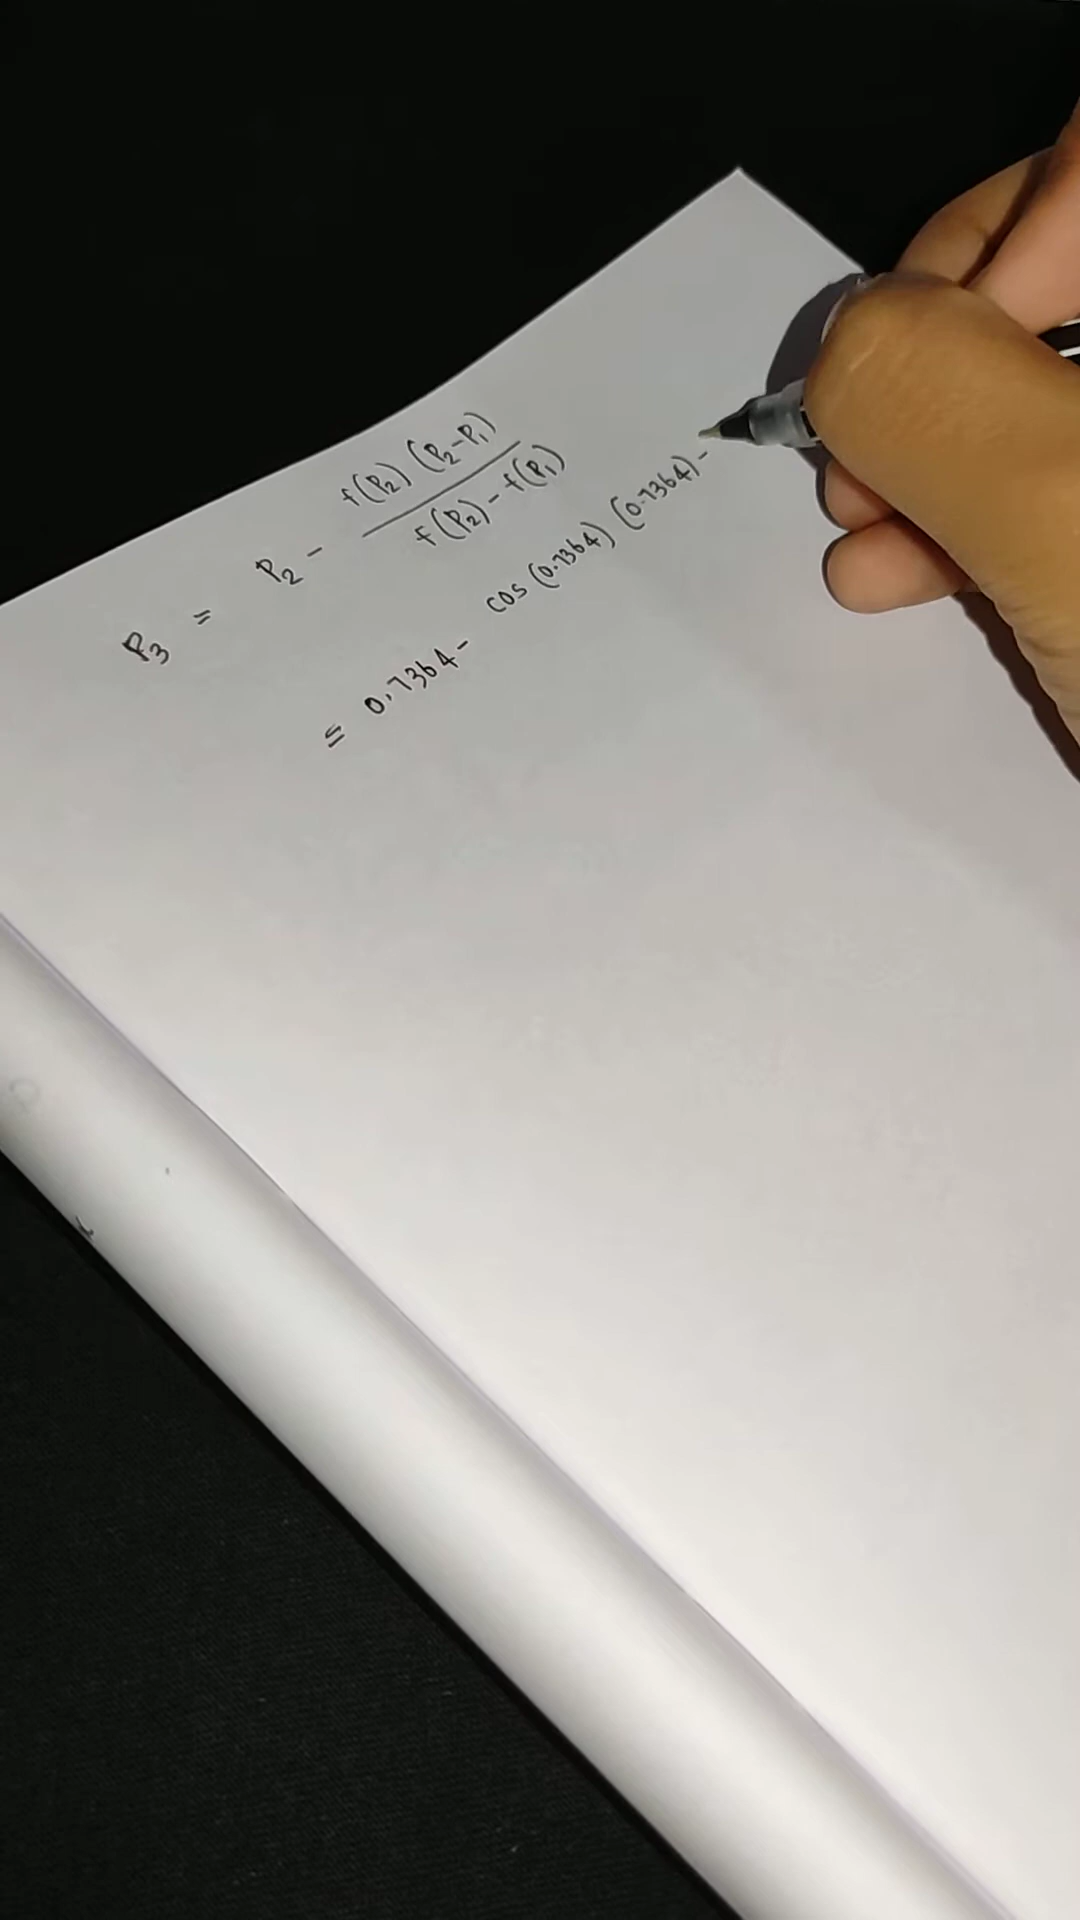 P₃ = P₂ - f(P₂) (P₂-P₁)
f(P₂) - f(P₁)
= 0.7364 - cos (0.7364) (0.7364) -